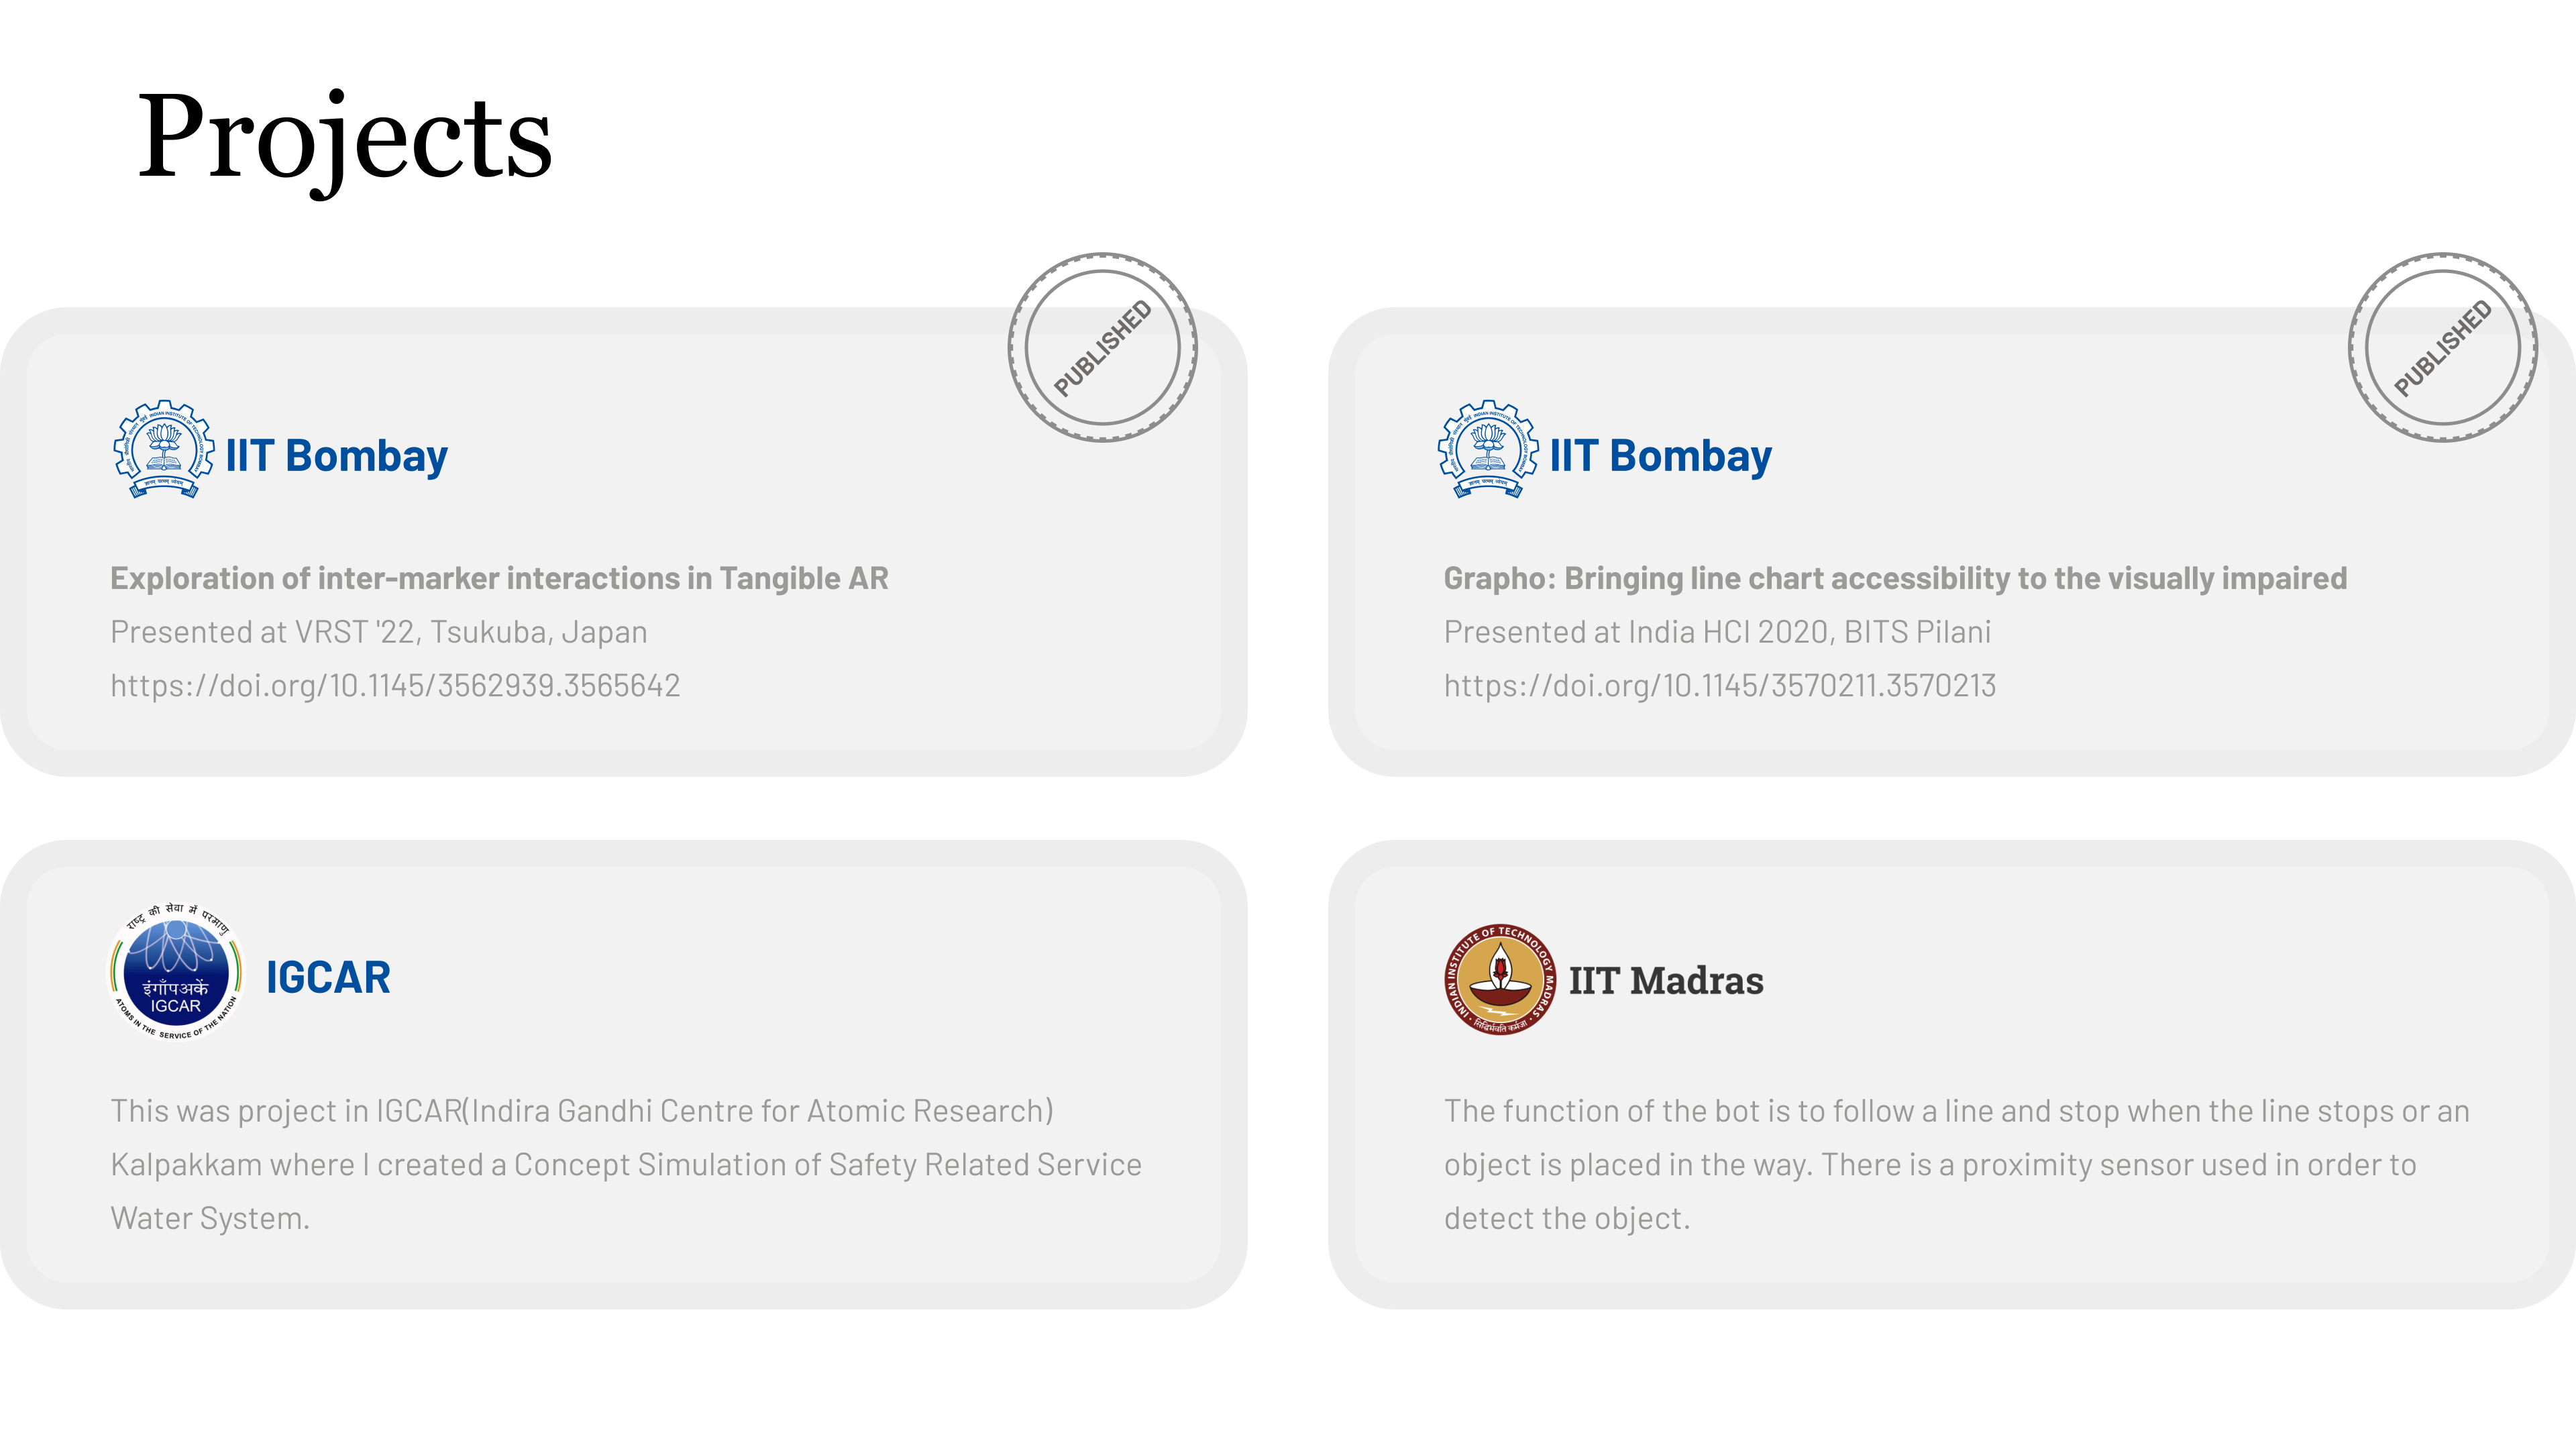 Projects
PUBLISHED
IIT Bombay
Exploration of inter-marker interactions in Tangible AR
Presented at VRST '22, Tsukuba, Japan
https://doi.org/10.1145/3562939.3565642
PUBLISHED
IIT Bombay
Grapho: Bringing line chart accessibility to the visually impaired
Presented at India HCI 2020, BITS Pilani
https://doi.org/10.1145/3570211.3570213
राष्ट्र की सेवा में परमाणु
इंगाँपअकें
IGCAR
ATOMS IN THE SERVICE OF THE NATION
IGCAR
This was project in IGCAR(Indira Gandhi Centre for Atomic Research)
Kalpakkam where I created a Concept Simulation of Safety Related Service
Water System.
INDIAN INSTITUTE OF TECHNOLOGY MADRAS
सिद्धिर्भवति कर्मजा
IIT Madras
The function of the bot is to follow a line and stop when the line stops or an
object is placed in the way. There is a proximity sensor used in order to
detect the object.